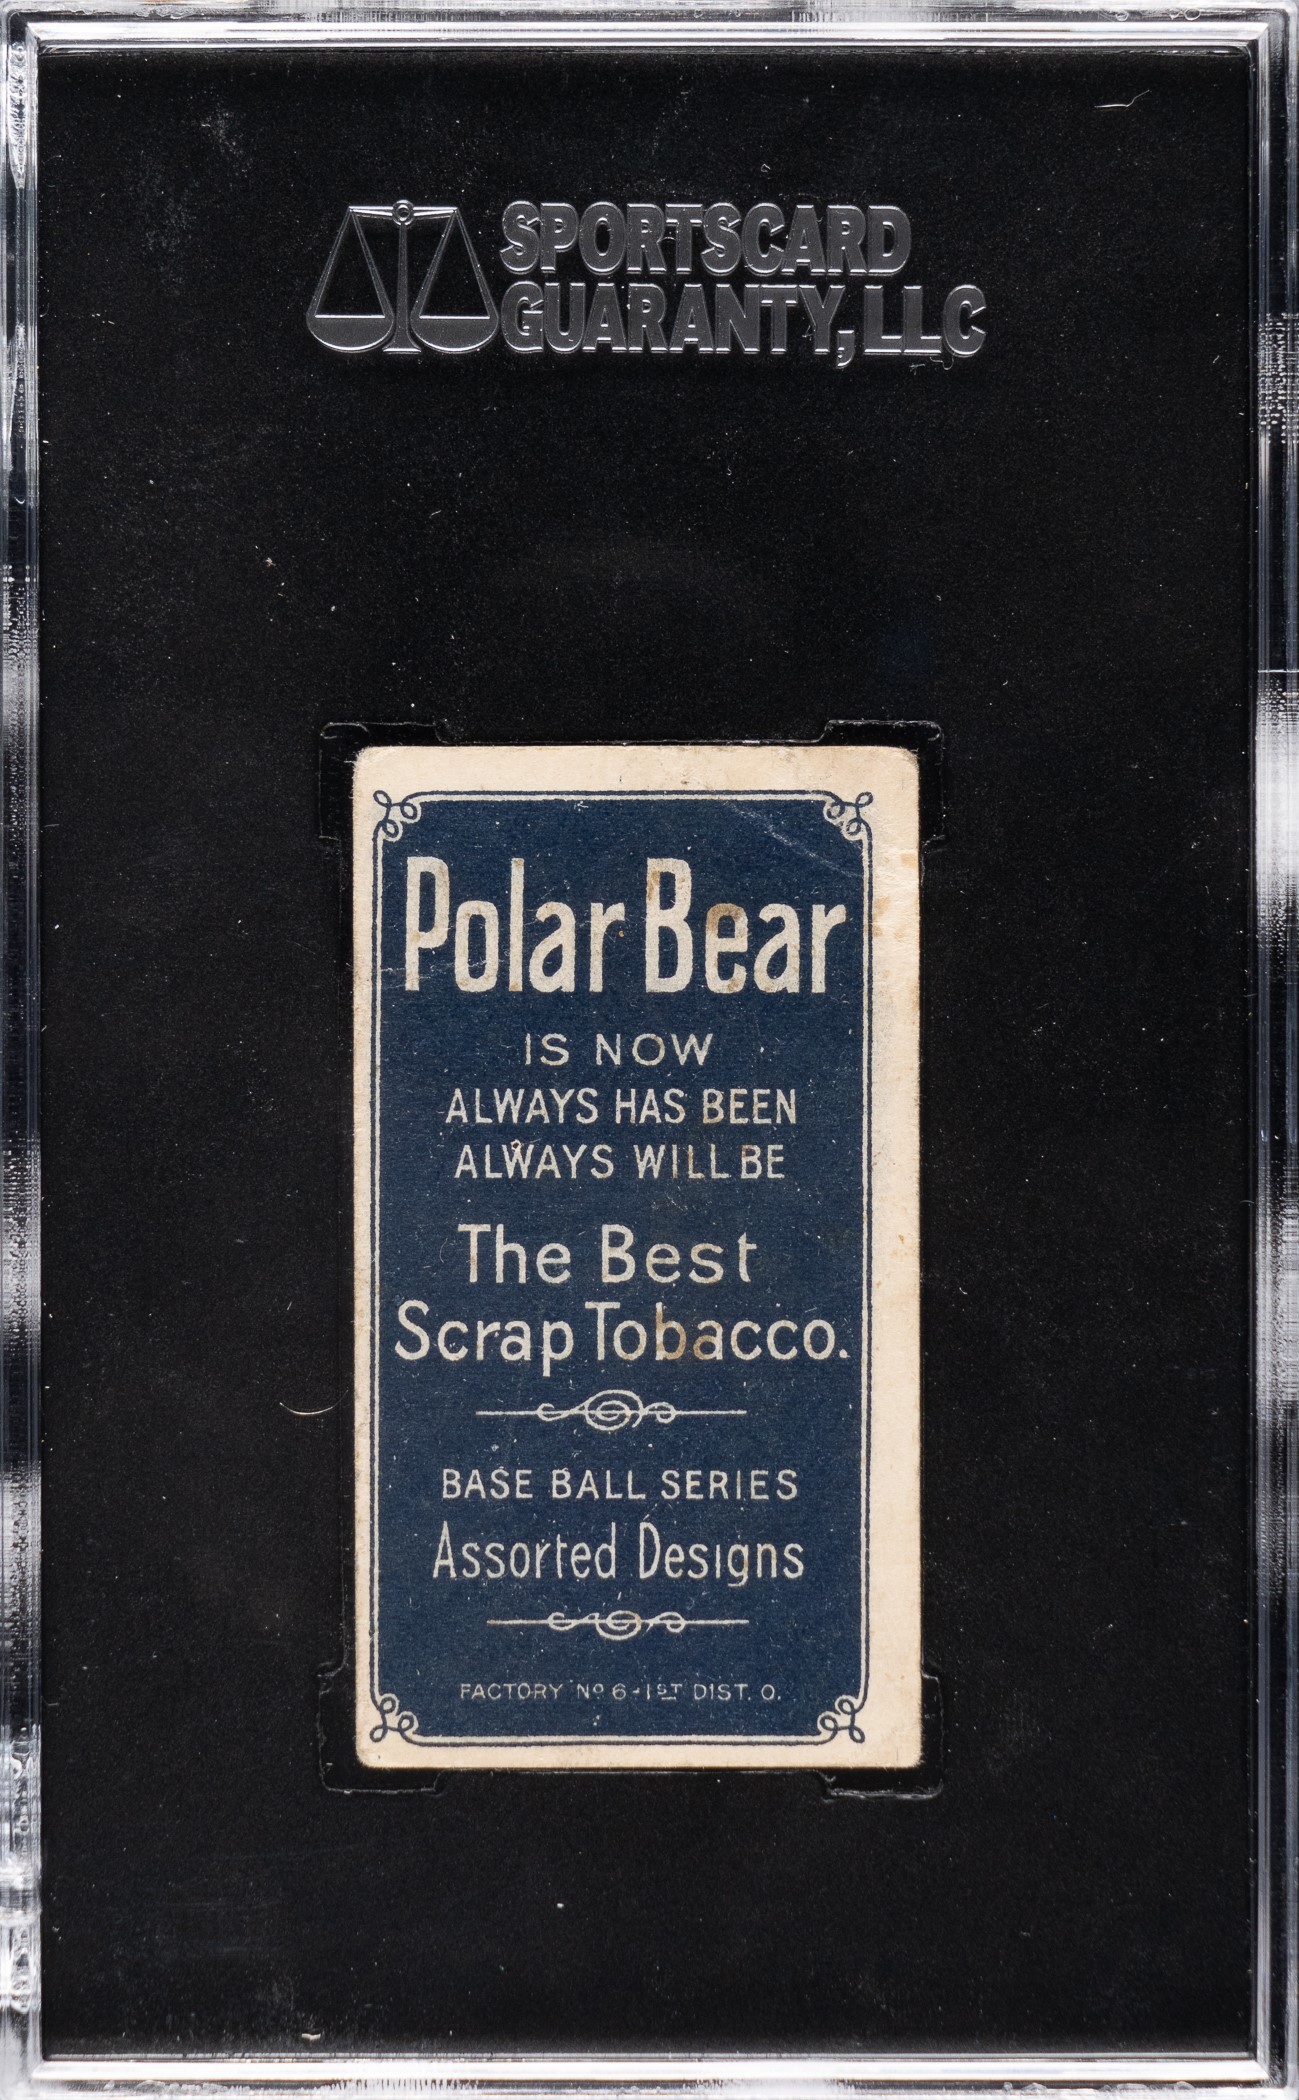 SPORTSCARD
GUARANTY, LLC
Polar Bear
IS NOW
ALWAYS HAS BEEN
ALWAYS WILL BE
The Best
Scrap Tobacco.
BASE BALL SERIES
Assorted Designs
FACTORY Nº 6-1ST DIST. O.